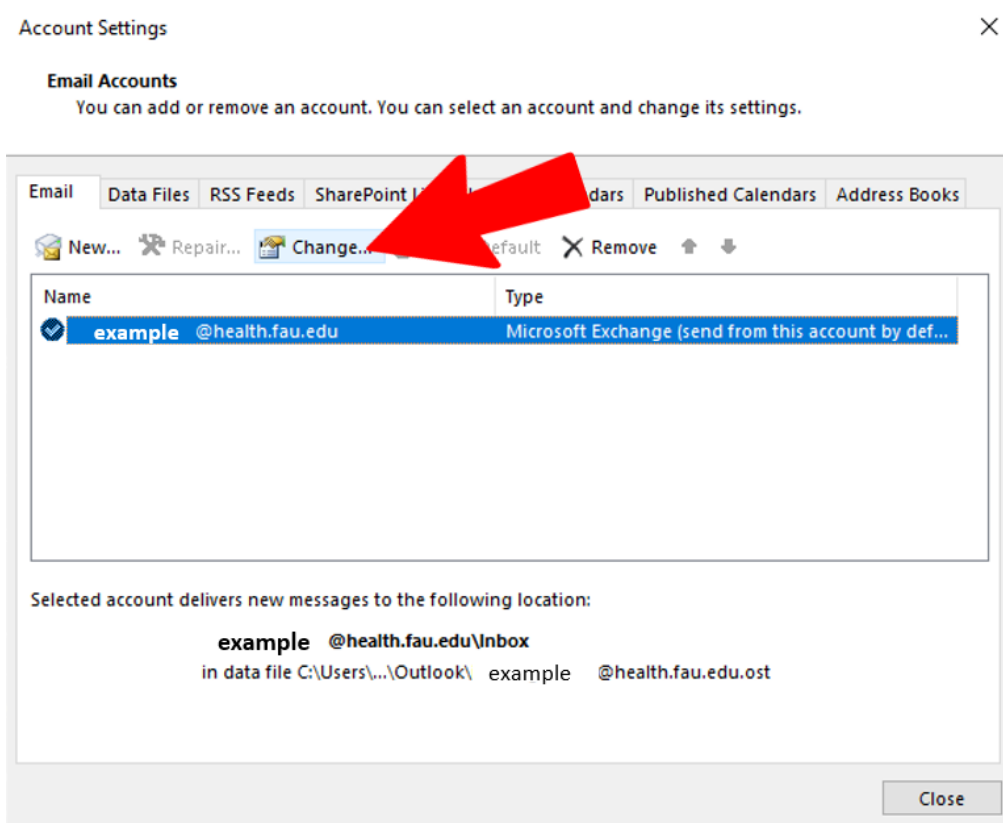 Account Settings
Email Accounts
You can add or remove an account. You can select an account and change its settings.
Email Data Files RSS Feeds SharePoint Published Calendars Address Books
New... Repair... Change... Remove
Name Type
example @health.fau.edu Microsoft Exchange (send from this account by def...
Selected account delivers new messages to the following location:
example @health.fau.edu\Inbox
in data file C:\Users\...\Outlook\ example @health.fau.edu.ost
Close